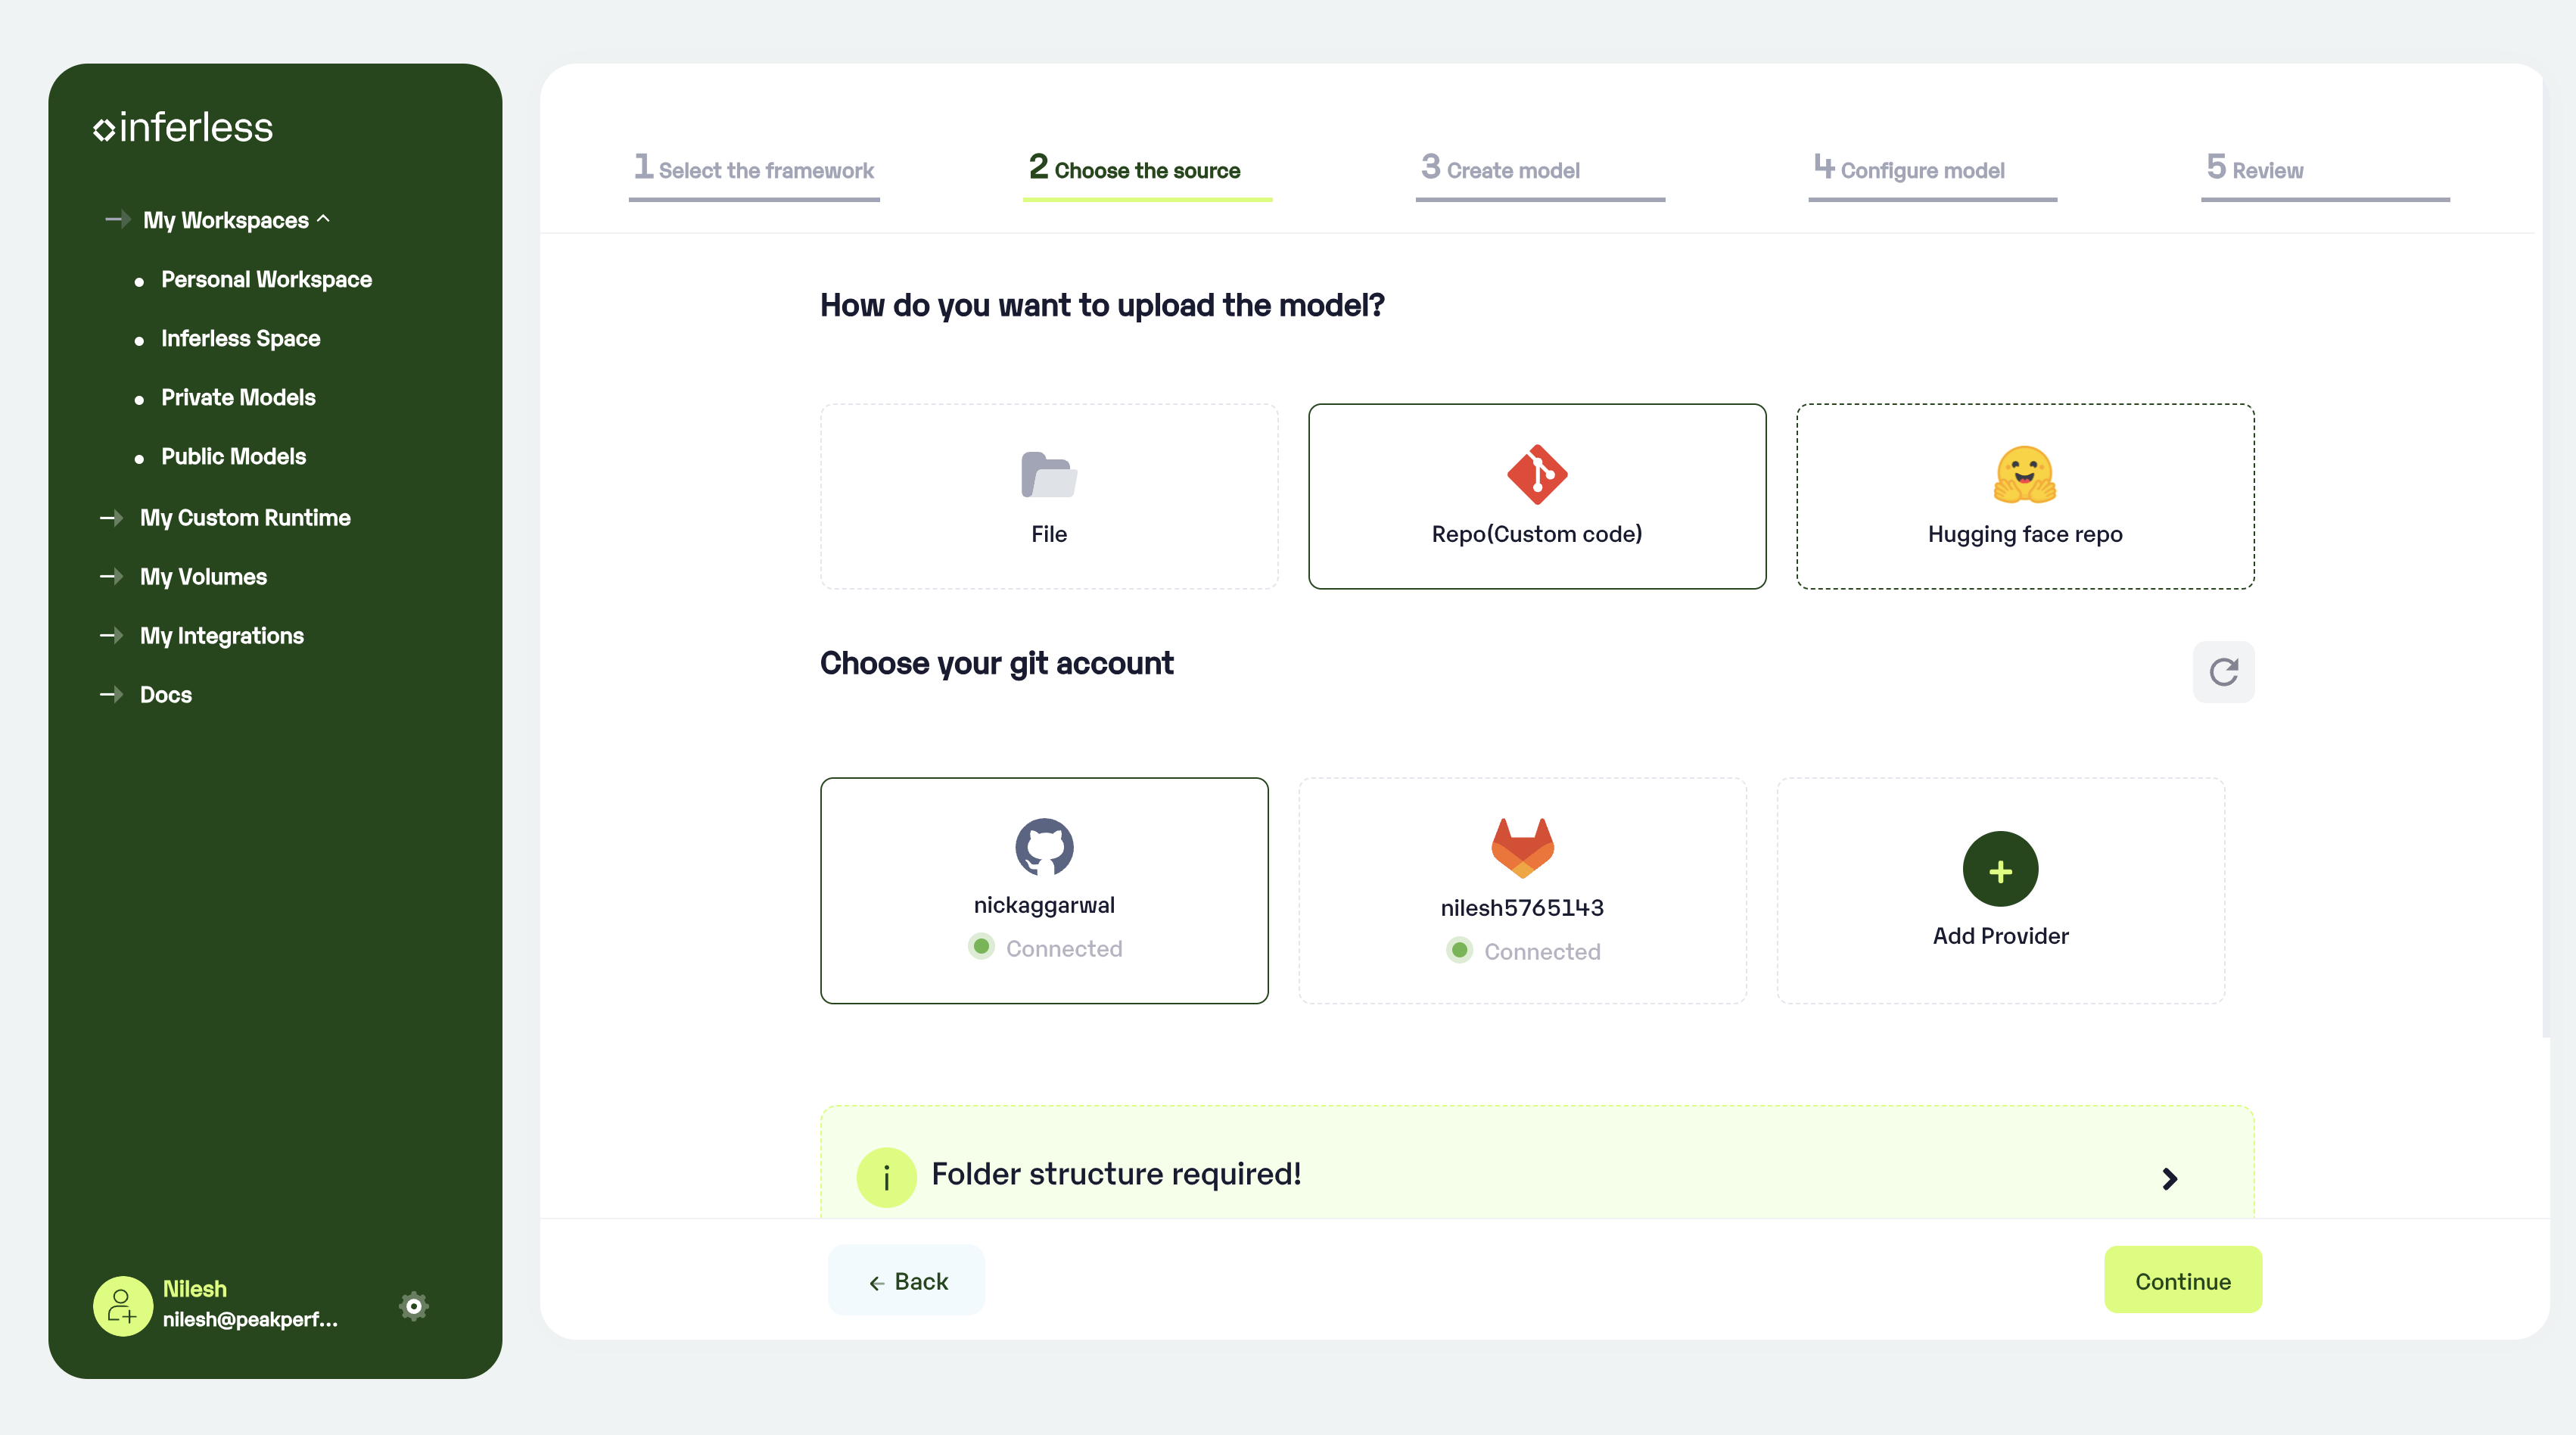 inferless
My Workspaces
Personal Workspace
Inferless Space
Private Models
Public Models
My Custom Runtime
My Volumes
My Integrations
Docs
Nilesh
nilesh@peakperf...
1 Select the framework
2 Choose the source
3 Create model
4 Configure model
5 Review
How do you want to upload the model?
File
Repo(Custom code)
Hugging face repo
Choose your git account
nickaggarwal
Connected
nilesh5765143
Connected
Add Provider
i Folder structure required!
Back
Continue